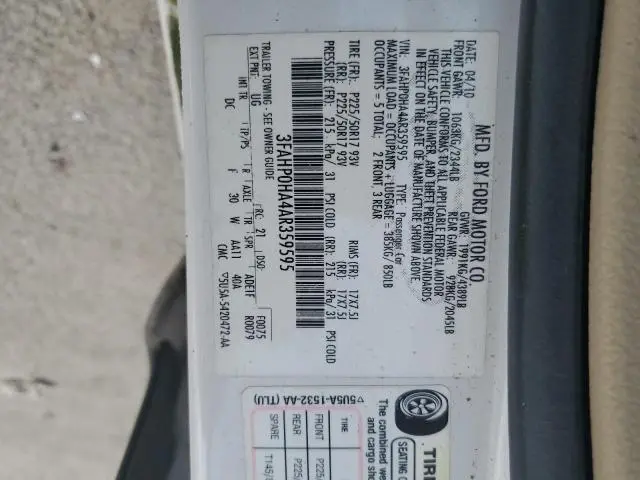 MFD. BY FORD MOTOR CO.
DATE: 04/10 GVWR: 1991KG/4389LB
FRONT GAWR: 1063KG/2344LB REAR GAWR: 928KG/2045LB
THIS VEHICLE CONFORMS TO ALL APPLICABLE FEDERAL MOTOR
VEHICLE SAFETY, BUMPER, AND THEFT PREVENTION STANDARDS
IN EFFECT ON THE DATE OF MANUFACTURE SHOWN ABOVE.
VIN: 3FAHP0HA4AR359595 TYPE: Passenger Car
MAXIMUM LOAD = OCCUPANTS + LUGGAGE = 385KG/850LB
OCCUPANTS = 5 TOTAL: 2 FRONT, 3 REAR
TIRE (FR): P225/50R17 93V RIMS (FR): 17X7.5J
(RR): P225/50R17 93V (RR): 17X7.5J
PRESSURE (FR): 215 kPa/ 31 PSI COLD (RR): 215 kPa/31 PSI COLD
3FAHP0HA4AR359595
TRAILER TOWING - SEE OWNER GUIDE
EXT PNT: UG RC: 21 DSO: F0075
R0079
INT TR TP/PS R AXLE TR SPR
DC F 30 W AA11 40A ADEIF
CMC ▽5U5A-5420472-AA
TIRE
SEATING
The combined
and cargo
TIRE
FRONT P225/
REAR P225/
SPARE T145/
▽5U5A-1532-AA (TLU)